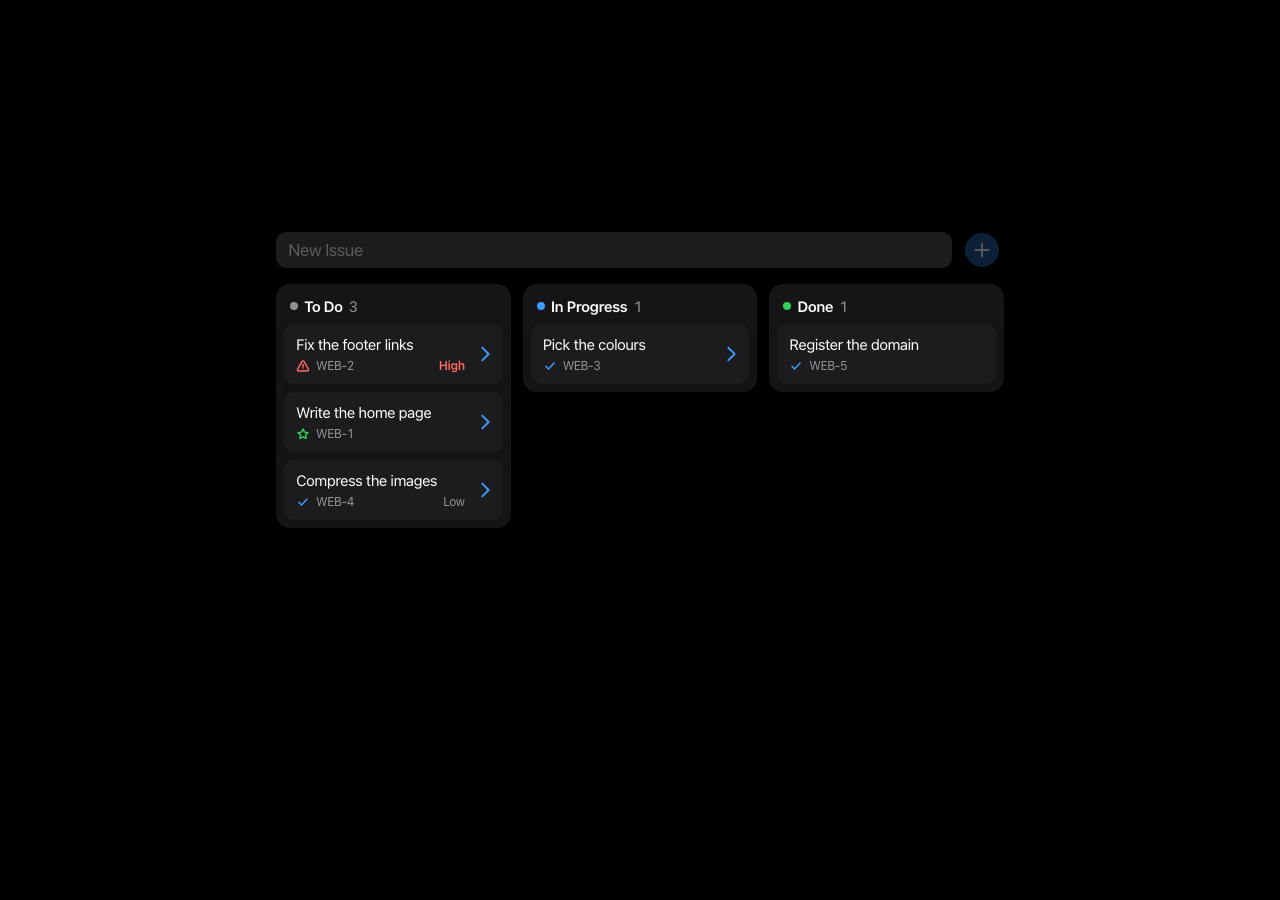 New Issue
To Do 3
Fix the footer links
WEB-2 High
Write the home page
WEB-1
Compress the images
WEB-4 Low
In Progress 1
Pick the colours
WEB-3
Done 1
Register the domain
WEB-5